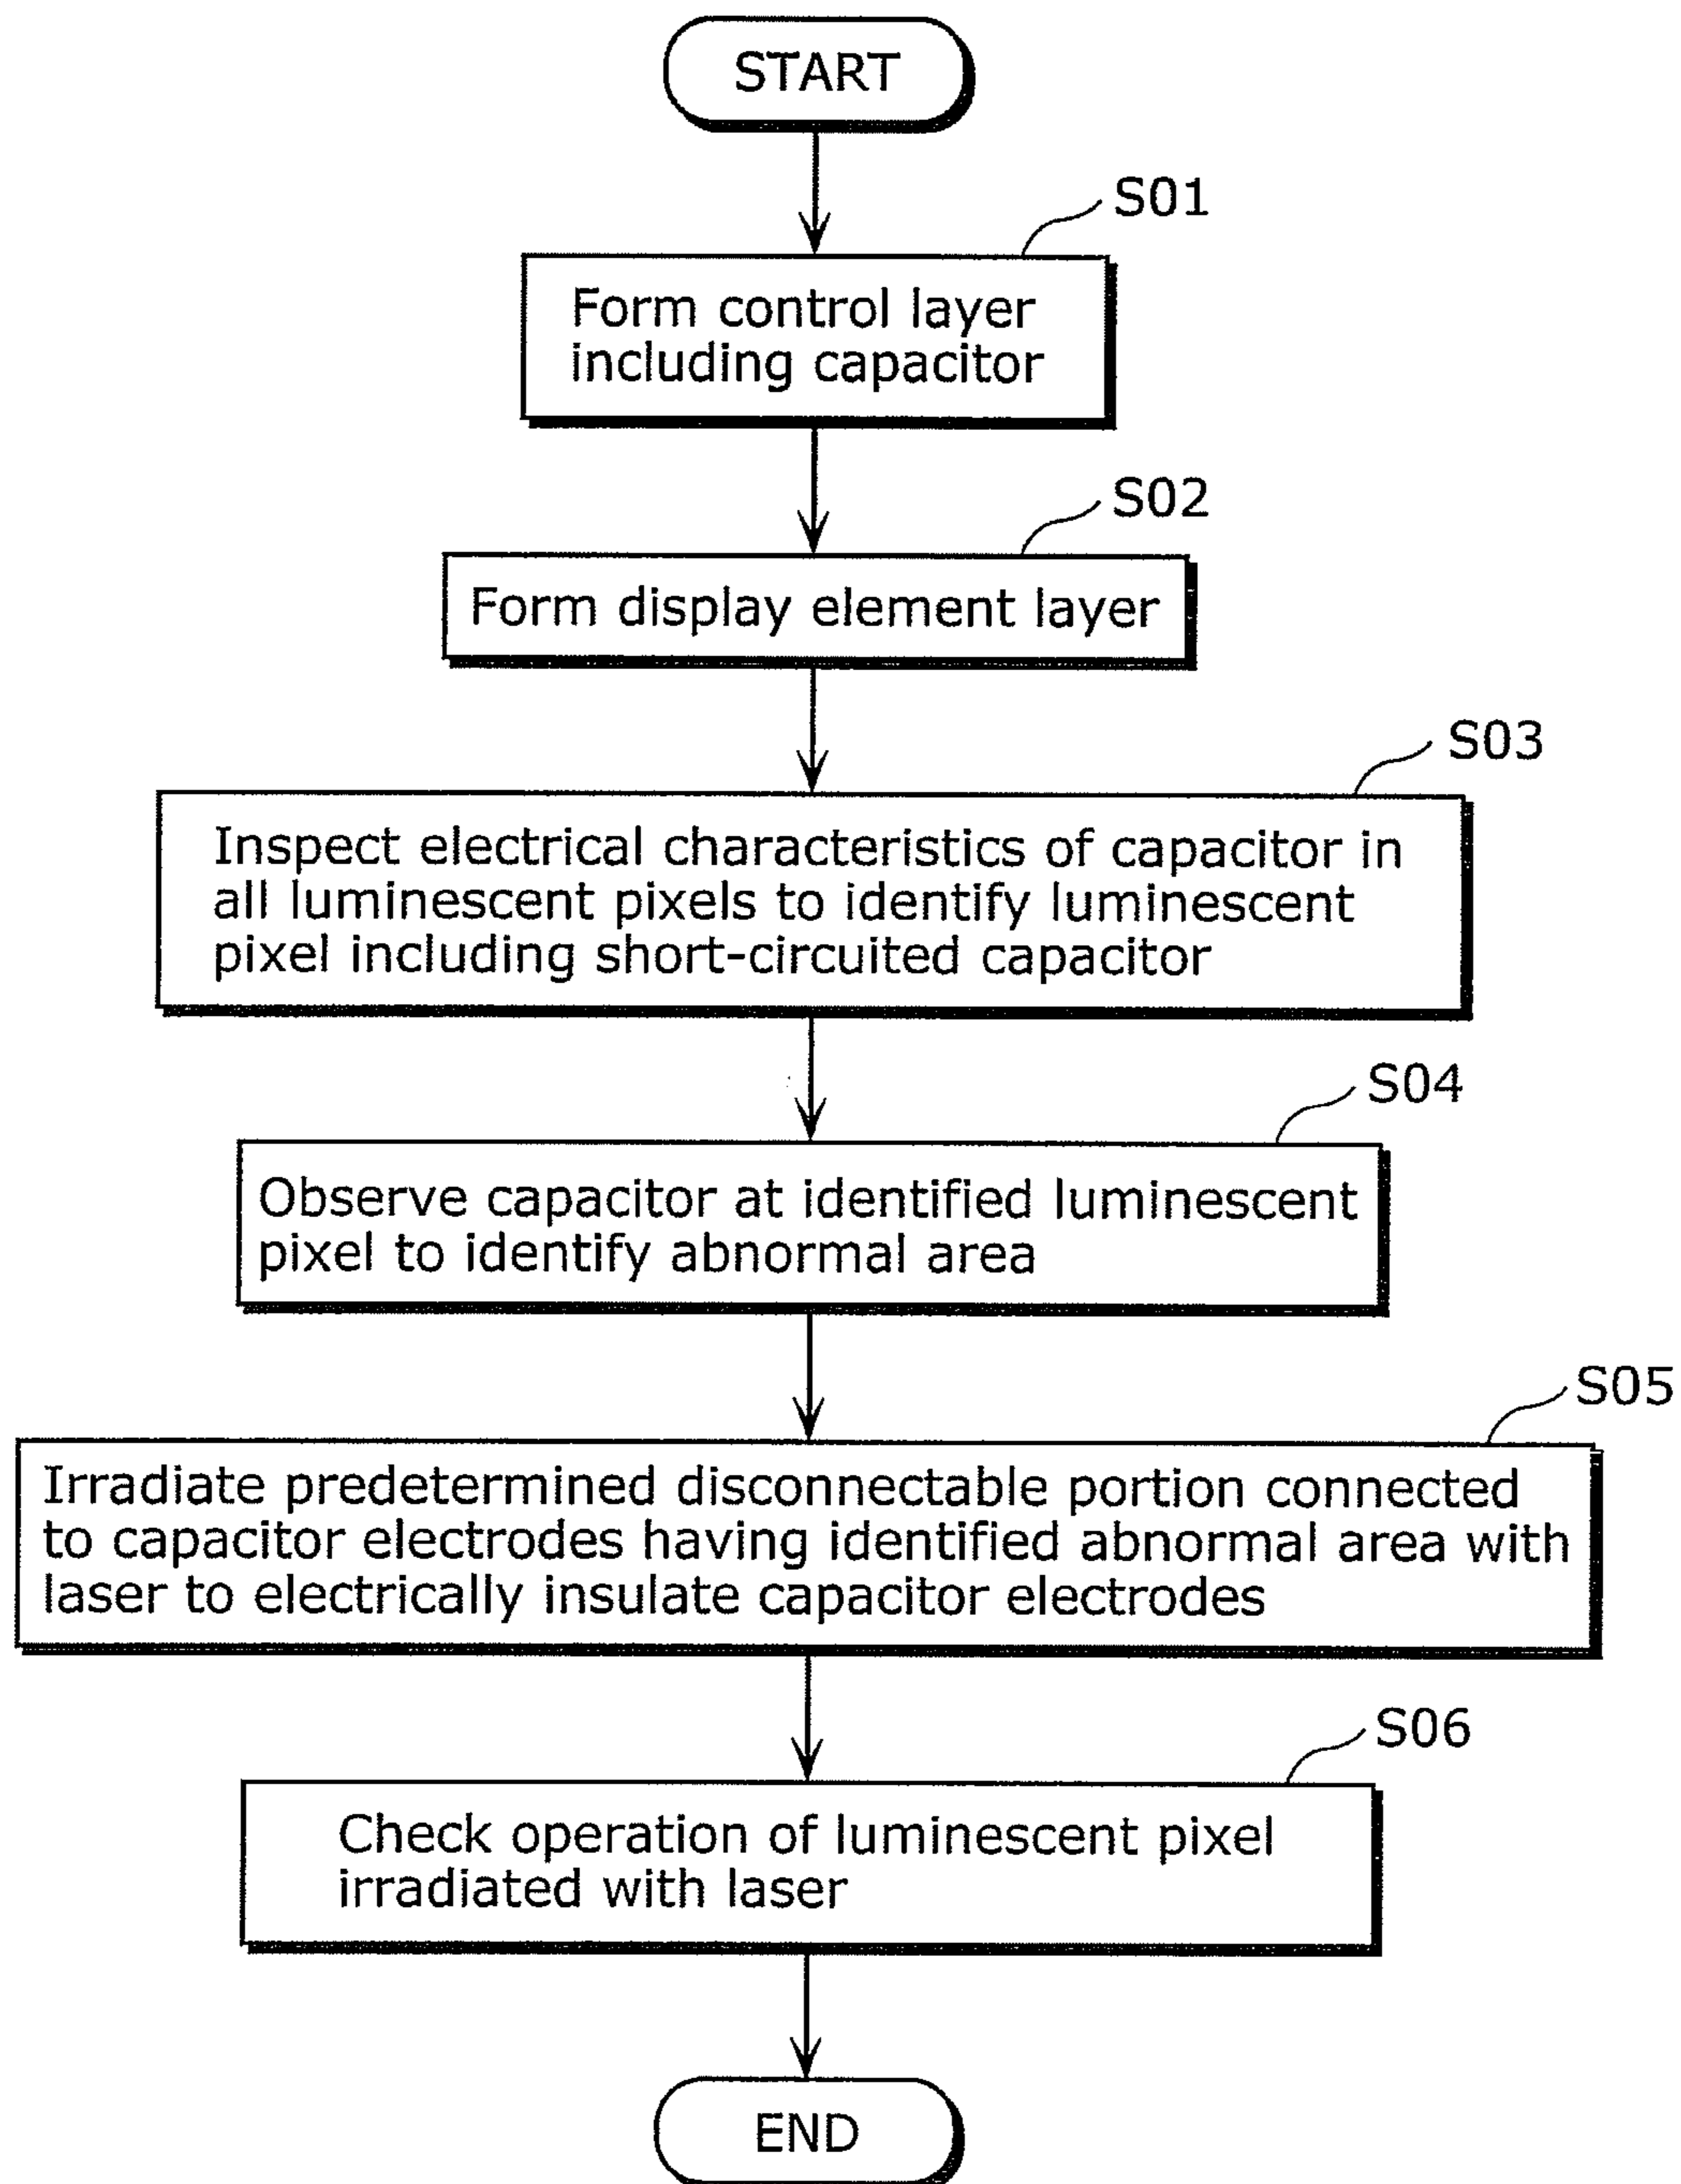 START
S01
Form control layer
including capacitor
S02
Form display element layer
S03
Inspect electrical characteristics of capacitor in
all luminescent pixels to identify luminescent
pixel including short-circuited capacitor
S04
Observe capacitor at identified luminescent
pixel to identify abnormal area
S05
Irradiate predetermined disconnectable portion connected
to capacitor electrodes having identified abnormal area with
laser to electrically insulate capacitor electrodes
S06
Check operation of luminescent pixel
irradiated with laser
END